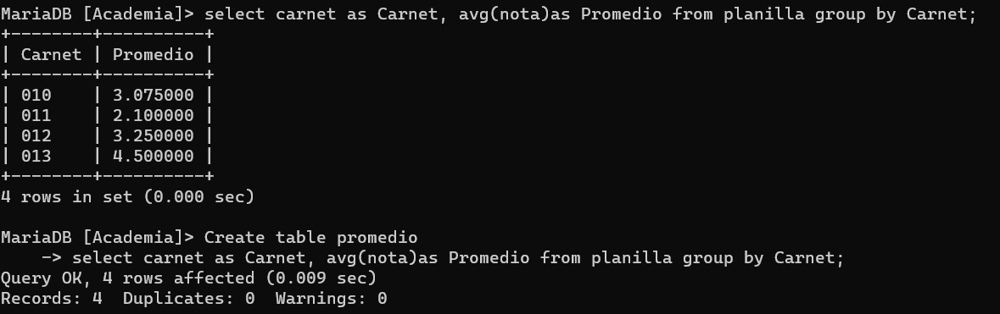 MariaDB [Academia]> select carnet as Carnet, avg(nota)as Promedio from planilla group by Carnet;
+--------+----------+
| Carnet | Promedio |
+--------+----------+
| 010    | 3.075000 |
| 011    | 2.100000 |
| 012    | 3.250000 |
| 013    | 4.500000 |
+--------+----------+
4 rows in set (0.000 sec)

MariaDB [Academia]> Create table promedio
    -> select carnet as Carnet, avg(nota)as Promedio from planilla group by Carnet;
Query OK, 4 rows affected (0.009 sec)
Records: 4  Duplicates: 0  Warnings: 0